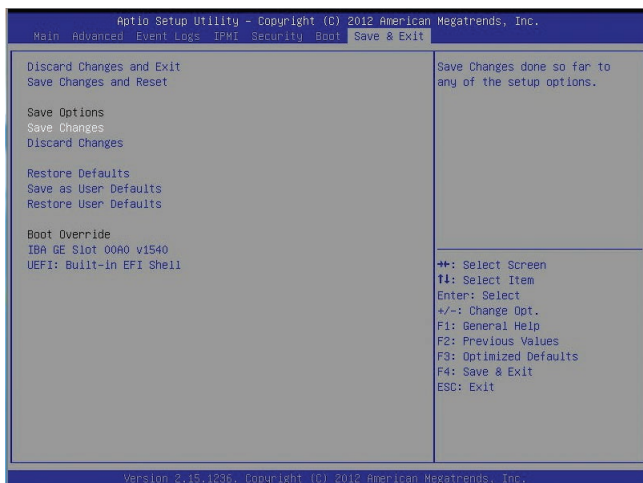 Aptio Setup Utility – Copyright (C) 2012 American Megatrends, Inc.
Main Advanced Event Logs IPMI Security Boot Save & Exit
Discard Changes and Exit
Save Changes and Reset
Save Options
Save Changes
Discard Changes
Restore Defaults
Save as User Defaults
Restore User Defaults
Boot Override
IBA GE Slot 00A0 v1540
UEFI: Built-in EFI Shell
Save Changes done so far to
any of the setup options.
→←: Select Screen
↑↓: Select Item
Enter: Select
+/-: Change Opt.
F1: General Help
F2: Previous Values
F3: Optimized Defaults
F4: Save & Exit
ESC: Exit
Version 2.15.1236. Copyright (C) 2012 American Megatrends, Inc.